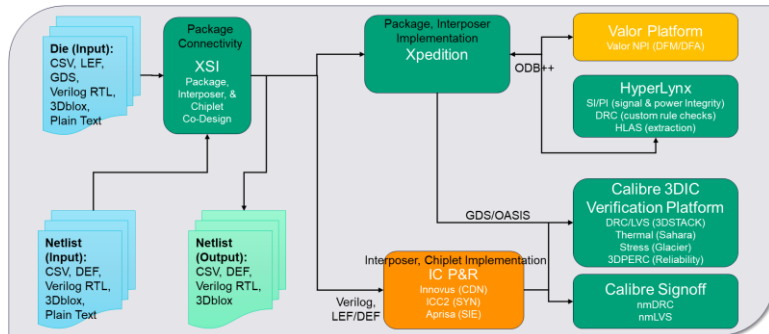 Die (Input):
CSV, LEF,
GDS,
Verilog RTL,
3Dblox,
Plain Text
Package
Connectivity
XSI
Package,
Interposer, &
Chiplet
Co-Design
Package, Interposer
Implementation
Xpedition
ODB++
Valor Platform
Valor NPI (DFM/DFA)
HyperLynx
SI/PI (signal & power Integrity)
DRC (custom rule checks)
HLAS (extraction)
Netlist
(Input):
CSV, DEF,
Verilog RTL,
3Dblox,
Plain Text
Netlist
(Output):
CSV, DEF,
Verilog RTL,
3Dblox
Verilog,
LEF/DEF
GDS/OASIS
Interposer, Chiplet Implementation
IC P&R
Innovus (CDN)
ICC2 (SYN)
Aprisa (SIE)
Calibre 3DIC
Verification Platform
DRC/LVS (3DSTACK)
Thermal (Sahara)
Stress (Glacier)
3DPERC (Reliability)
Calibre Signoff
nmDRC
nmLVS